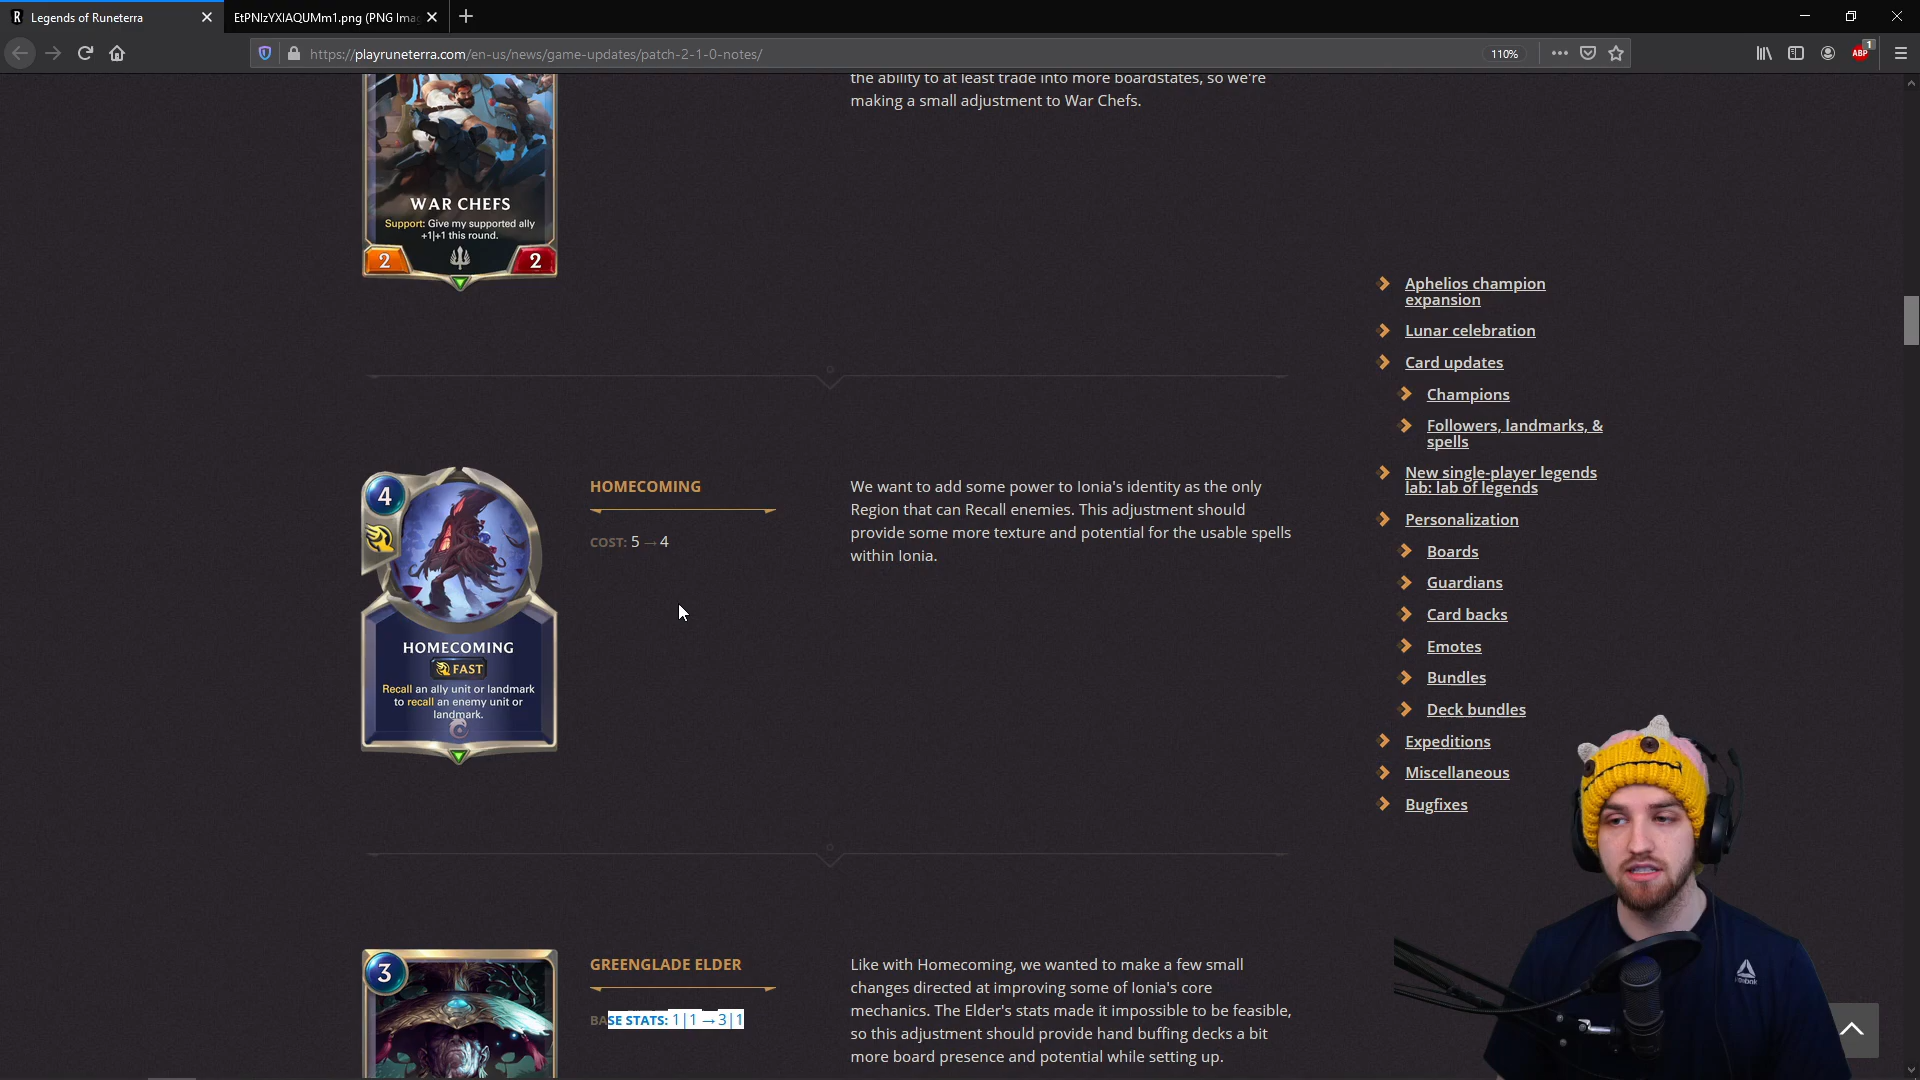 Legends of Runeterra
EtPNIzYXIAQUMm1.png (PNG Ima
https://playruneterra.com/en-us/news/game-updates/patch-2-1-0-notes/
110%
ABP
1
the ability to at least trade into more boardstates, so we're
making a small adjustment to War Chefs.
WAR CHEFS
Support: Give my supported ally
+1|+1 this round.
2
2
4
HOMECOMING
FAST
Recall an ally unit or landmark
to recall an enemy unit or
landmark.
HOMECOMING
COST: 5 → 4
We want to add some power to Ionia's identity as the only
Region that can Recall enemies. This adjustment should
provide some more texture and potential for the usable spells
within Ionia.
3
GREENGLADE ELDER
BASE STATS: 1|1 → 3|1
Like with Homecoming, we wanted to make a few small
changes directed at improving some of Ionia's core
mechanics. The Elder's stats made it impossible to be feasible,
so this adjustment should provide hand buffing decks a bit
more board presence and potential while setting up.
Aphelios champion
expansion
Lunar celebration
Card updates
Champions
Followers, landmarks, &
spells
New single-player legends
lab: lab of legends
Personalization
Boards
Guardians
Card backs
Emotes
Bundles
Deck bundles
Expeditions
Miscellaneous
Bugfixes
Reebok